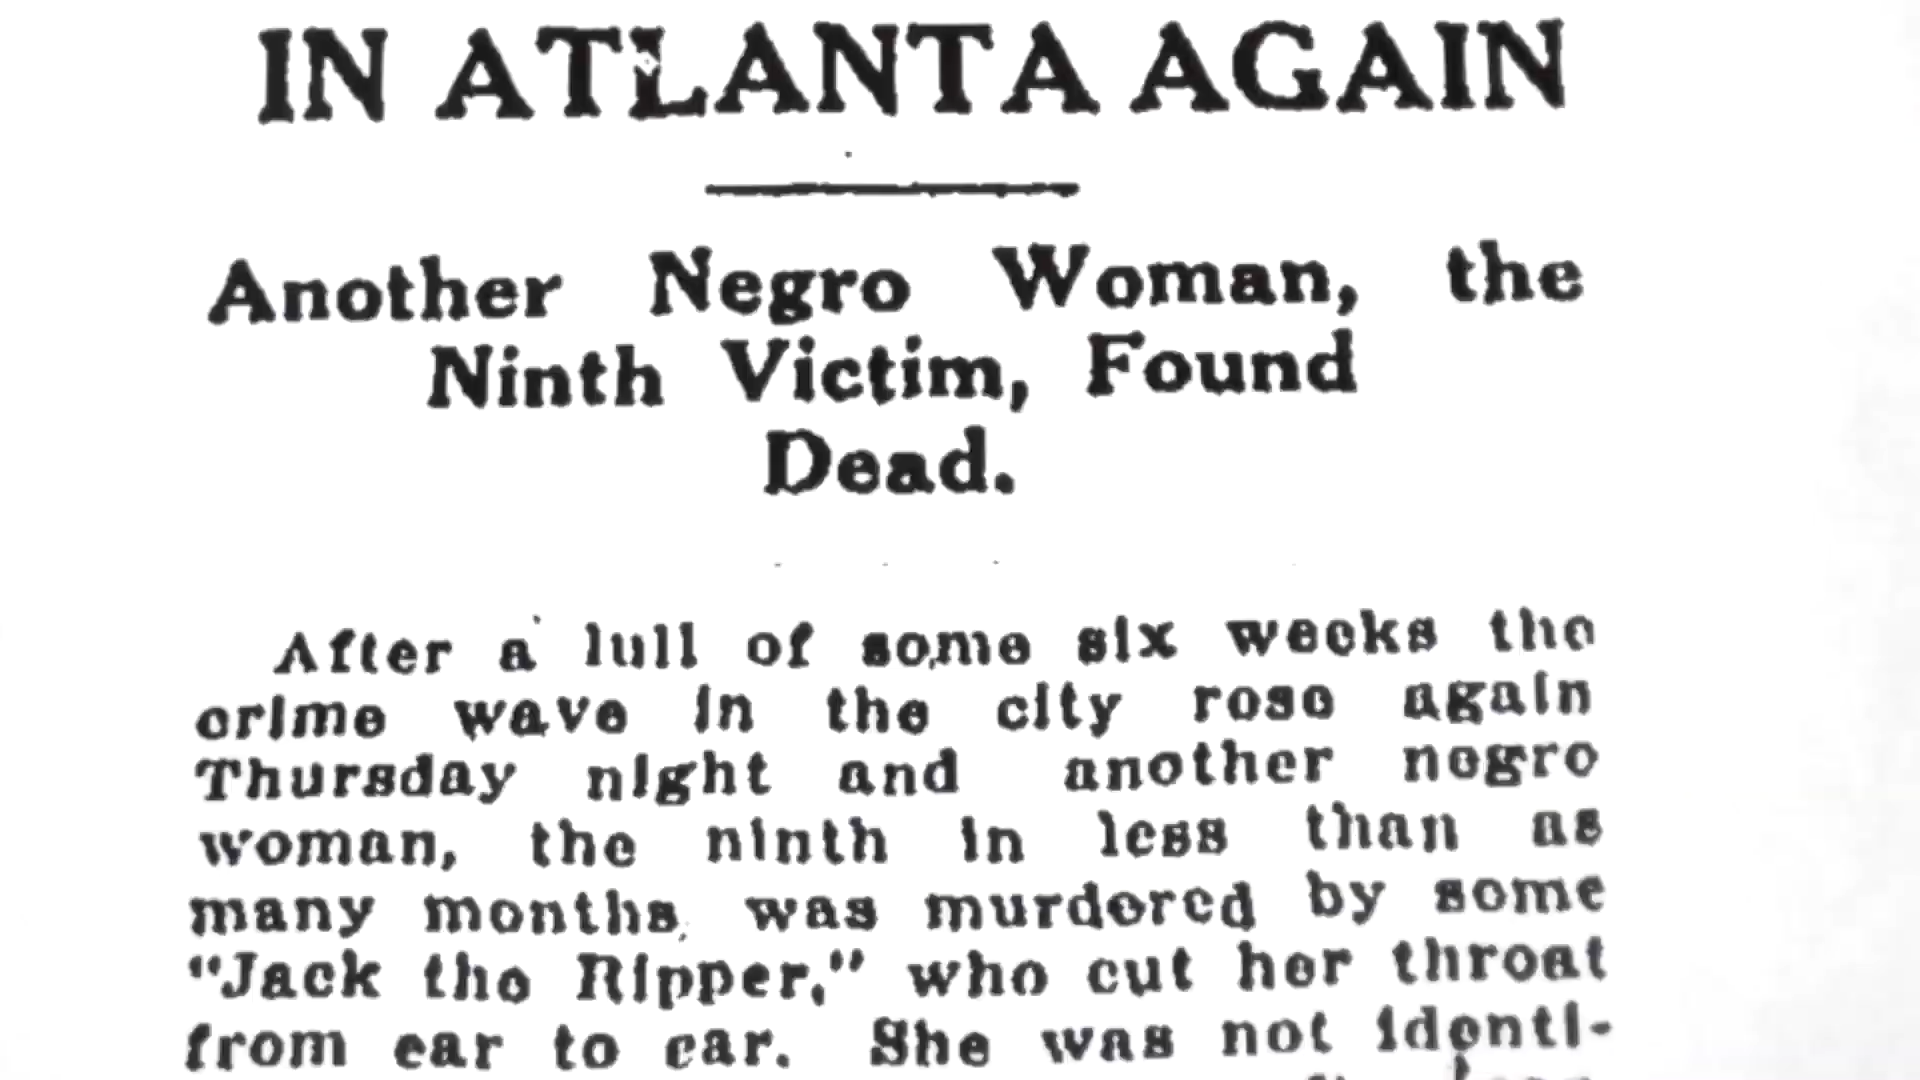 IN ATLANTA AGAIN
Another Negro Woman, the
Ninth Victim, Found
Dead.
After a lull of some six weeks the
crime wave in the city rose again
Thursday night and another negro
woman, the ninth in less than as
many months, was murdered by some
"Jack the Ripper," who cut her throat
from ear to ear. She was not identi-